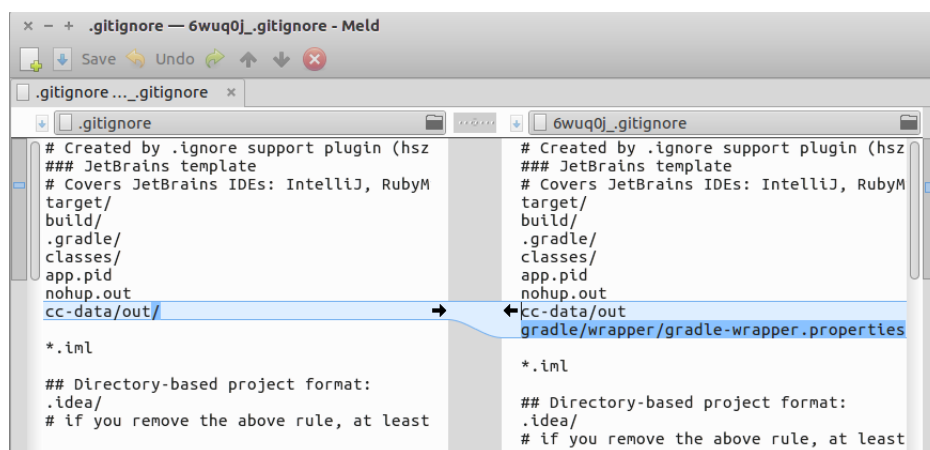 × − + .gitignore — 6wuq0j_.gitignore - Meld
Save Undo
.gitignore ..._.gitignore ×
.gitignore
# Created by .ignore support plugin (hsz
### JetBrains template
# Covers JetBrains IDEs: IntelliJ, RubyM
target/
build/
.gradle/
classes/
app.pid
nohup.out
cc-data/out/
*.iml
## Directory-based project format:
.idea/
# if you remove the above rule, at least
6wuq0j_.gitignore
# Created by .ignore support plugin (hsz
### JetBrains template
# Covers JetBrains IDEs: IntelliJ, RubyM
target/
build/
.gradle/
classes/
app.pid
nohup.out
cc-data/out
gradle/wrapper/gradle-wrapper.properties
*.iml
## Directory-based project format:
.idea/
# if you remove the above rule, at least